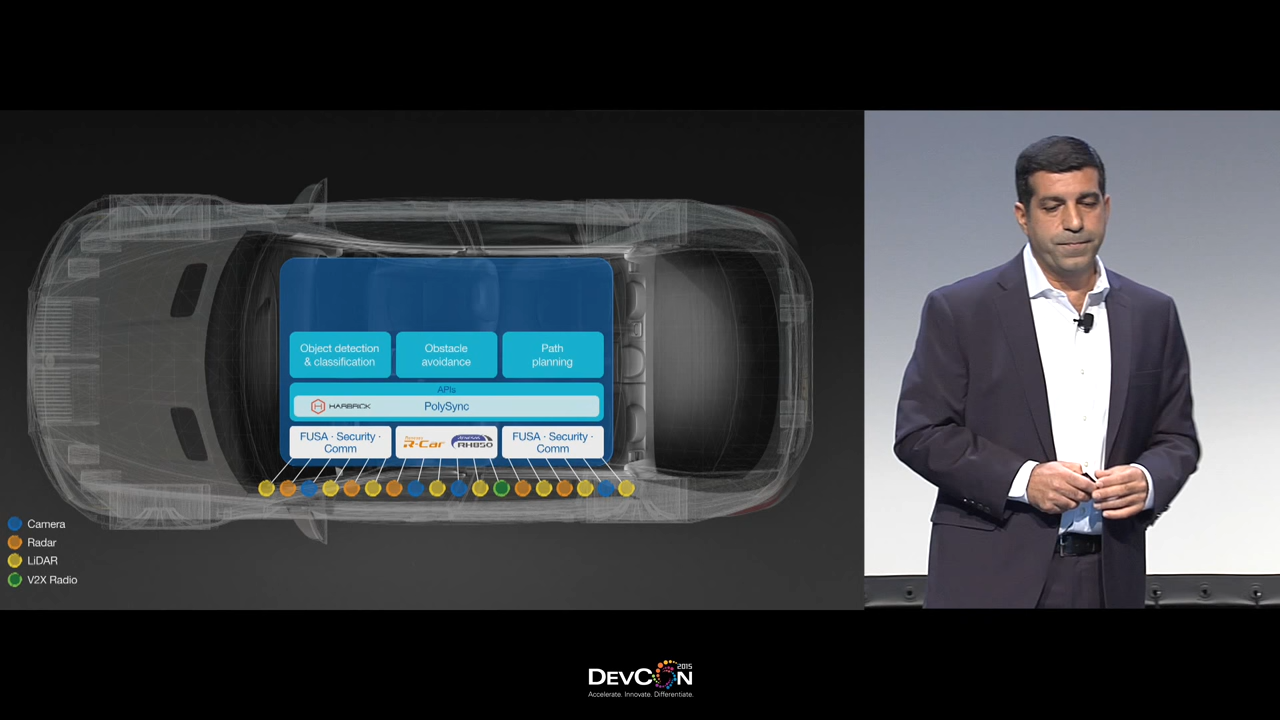 Object detection
& classification
Obstacle
avoidance
Path
planning
APIs
HARBRICK
PolySync
FUSA · Security ·
Comm
R-Car
RH850
FUSA · Security ·
Comm
Camera
Radar
LiDAR
V2X Radio
DEVCON 2015
Accelerate. Innovate. Differentiate.